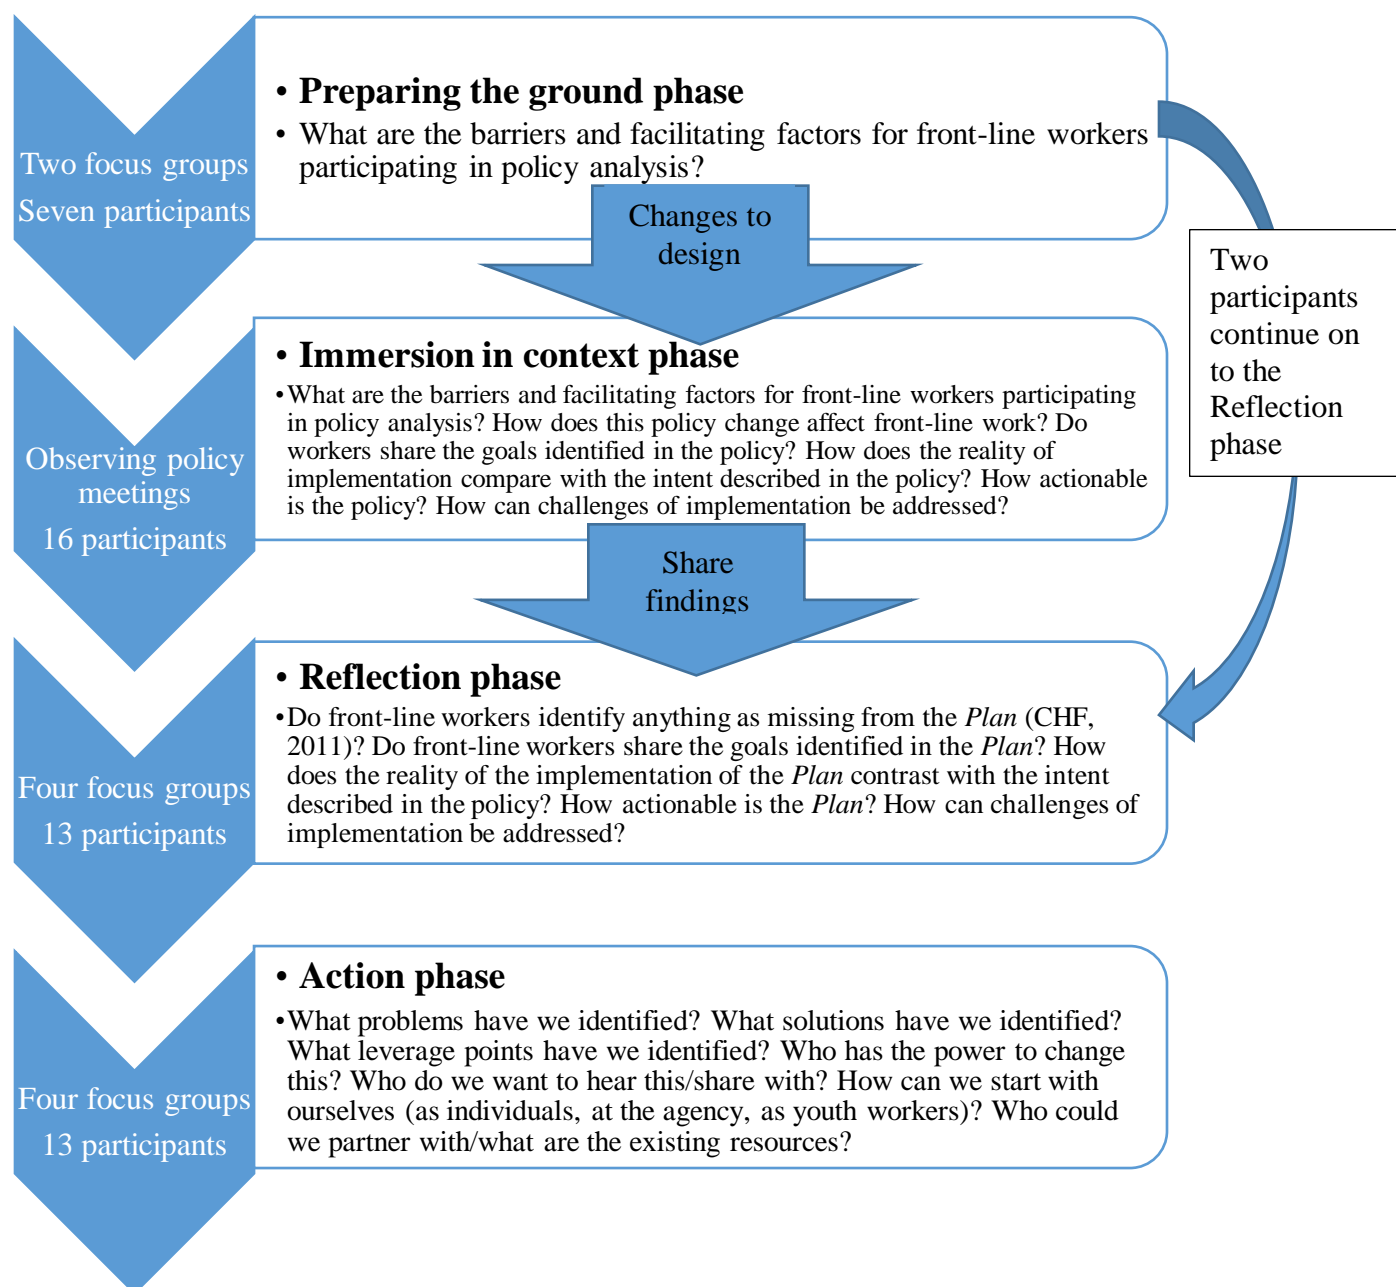 Two focus groups
Seven participants
• Preparing the ground phase
• What are the barriers and facilitating factors for front-line workers
participating in policy analysis?
Changes to
design
Two
participants
continue on
to the
Reflection
phase
Observing policy
meetings
16 participants
• Immersion in context phase
•What are the barriers and facilitating factors for front-line workers participating
in policy analysis? How does this policy change affect front-line work? Do
workers share the goals identified in the policy? How does the reality of
implementation compare with the intent described in the policy? How actionable
is the policy? How can challenges of implementation be addressed?
Share
findings
Four focus groups
13 participants
• Reflection phase
•Do front-line workers identify anything as missing from the Plan (CHF,
2011)? Do front-line workers share the goals identified in the Plan? How
does the reality of the implementation of the Plan contrast with the intent
described in the policy? How actionable is the Plan? How can challenges of
implementation be addressed?
Four focus groups
13 participants
• Action phase
•What problems have we identified? What solutions have we identified?
What leverage points have we identified? Who has the power to change
this? Who do we want to hear this/share with? How can we start with
ourselves (as individuals, at the agency, as youth workers)? Who could
we partner with/what are the existing resources?